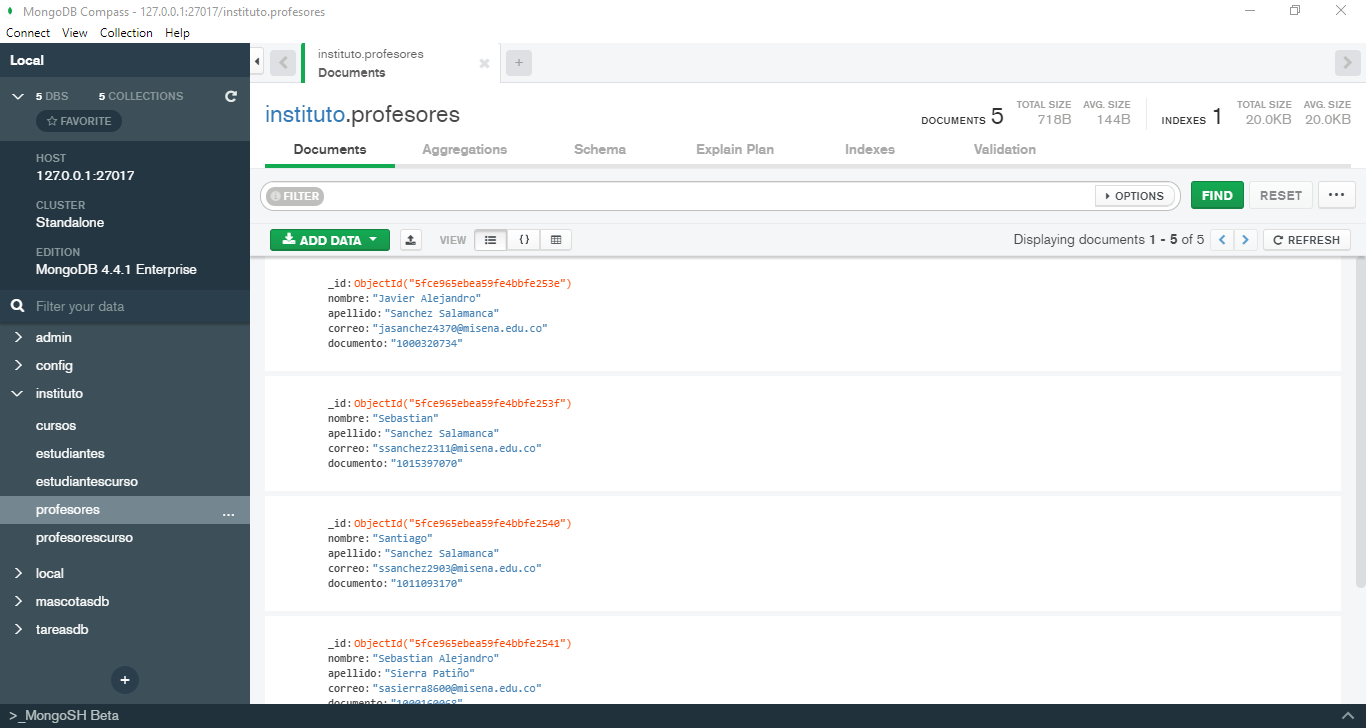 MongoDB Compass - 127.0.0.1:27017/instituto.profesores
Connect View Collection Help
Local
5 DBS 5 COLLECTIONS
FAVORITE
HOST
127.0.0.1:27017
CLUSTER
Standalone
EDITION
MongoDB 4.4.1 Enterprise
Filter your data
admin
config
instituto
cursos
estudiantes
estudiantescurso
profesores ...
profesorescurso
local
mascotasdb
tareasdb
+
>_MongoSH Beta
instituto.profesores
Documents
+
instituto.profesores
DOCUMENTS 5 TOTAL SIZE 718B AVG. SIZE 144B INDEXES 1 TOTAL SIZE 20.0KB AVG. SIZE 20.0KB
Documents Aggregations Schema Explain Plan Indexes Validation
FILTER OPTIONS FIND RESET ...
ADD DATA VIEW {} Displaying documents 1 - 5 of 5 < > REFRESH
_id:ObjectId("5fce965ebea59fe4bbfe253e")
nombre:"Javier Alejandro"
apellido:"Sanchez Salamanca"
correo:"jasanchez4370@misena.edu.co"
documento:"1000320734"
_id:ObjectId("5fce965ebea59fe4bbfe253f")
nombre:"Sebastian"
apellido:"Sanchez Salamanca"
correo:"ssanchez2311@misena.edu.co"
documento:"1015397070"
_id:ObjectId("5fce965ebea59fe4bbfe2540")
nombre:"Santiago"
apellido:"Sanchez Salamanca"
correo:"ssanchez2903@misena.edu.co"
documento:"1011093170"
_id:ObjectId("5fce965ebea59fe4bbfe2541")
nombre:"Sebastian Alejandro"
apellido:"Sierra Patiño"
correo:"sasierra8600@misena.edu.co"
documento:"1000160068"